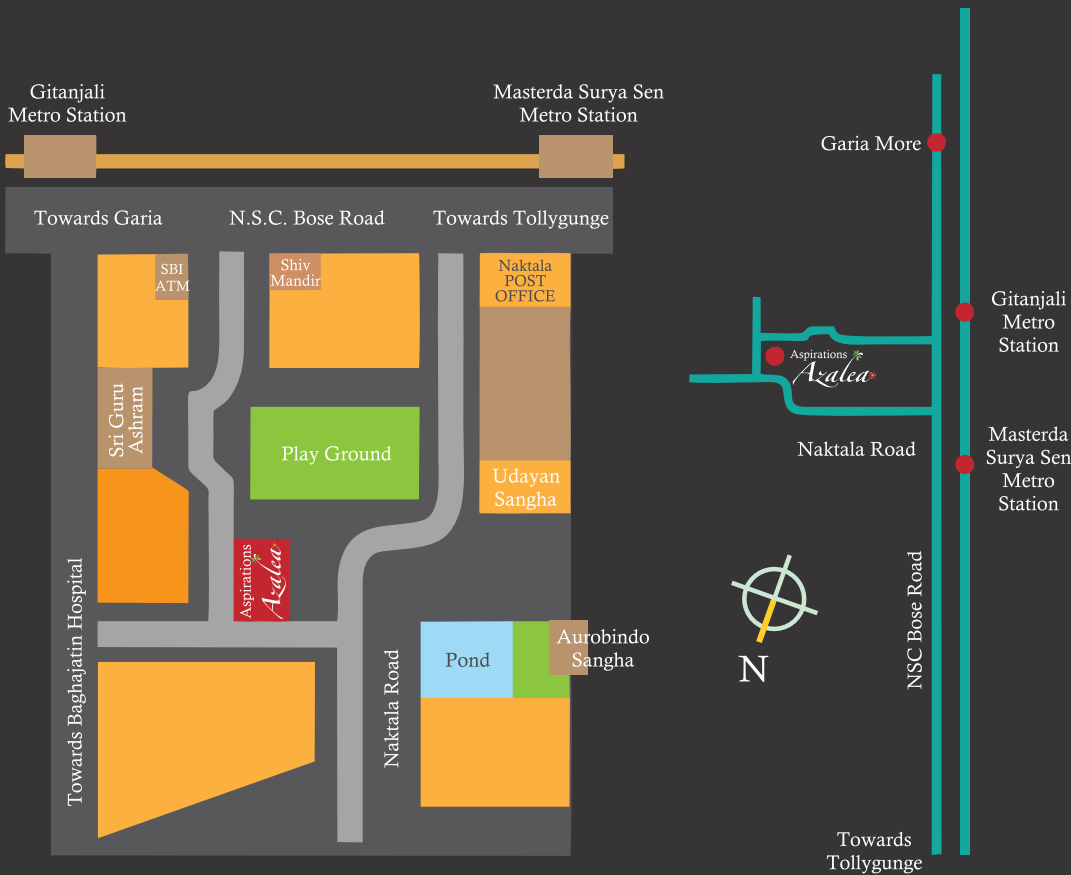 Gitanjali
Metro Station
Masterda Surya Sen
Metro Station
Towards Garia
N.S.C. Bose Road
Towards Tollygunge
SBI
ATM
Shiv
Mandir
Naktala
POST
OFFICE
Sri Guru
Ashram
Play Ground
Udayan
Sangha
Aspirations
Azalea
Towards Baghajatin Hospital
Naktala Road
Pond
Aurobindo
Sangha
Garia More
Gitanjali
Metro
Station
Aspirations
Azalea
Naktala Road
Masterda
Surya Sen
Metro
Station
NSC Bose Road
N
Towards
Tollygunge